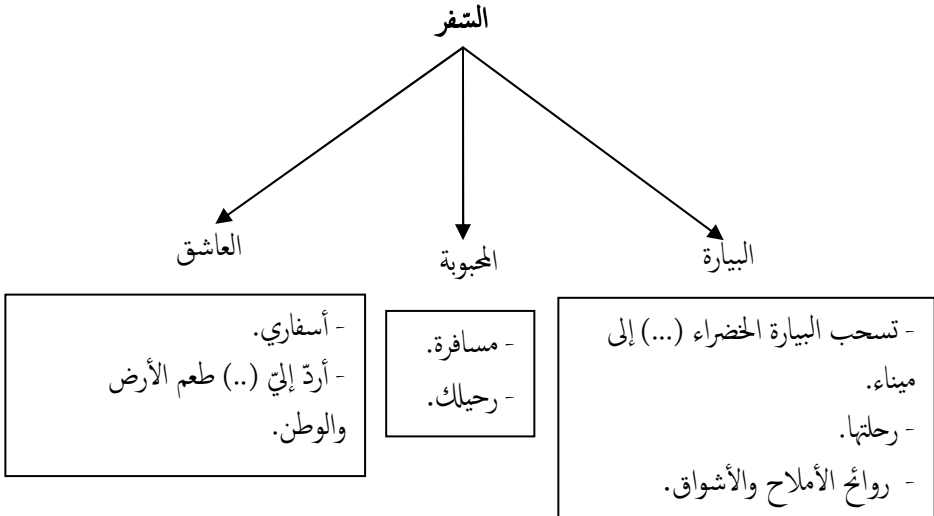 السّفر
البيارة
المحبوبة
العاشق
- تسحب البيارة الخضراء (...) إلى
ميناء.
- رحلتها.
- روائح الأملاح والأشواق.
- مسافرة.
- رحيلك.
- أسفاري.
- أردّ إليّ (..) طعم الأرض
والوطن.